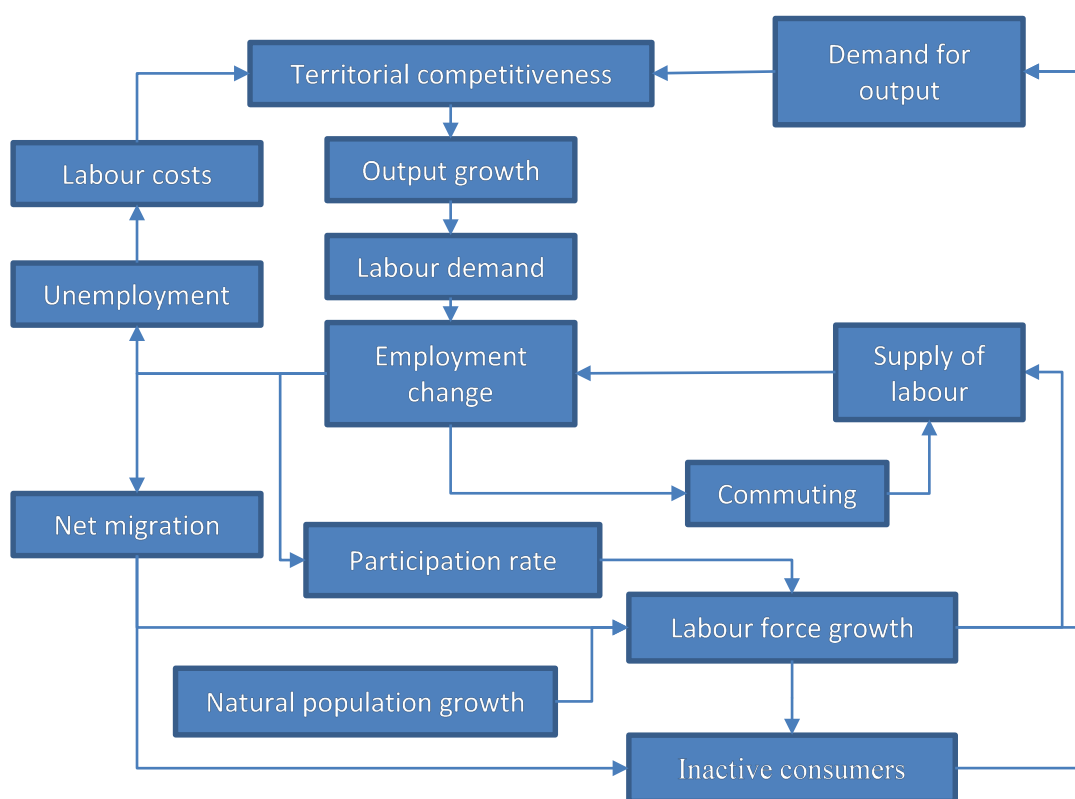 Territorial competitiveness
Demand for
output
Labour costs
Output growth
Unemployment
Labour demand
Employment
change
Supply of
labour
Net migration
Commuting
Participation rate
Labour force growth
Natural population growth
Inactive consumers